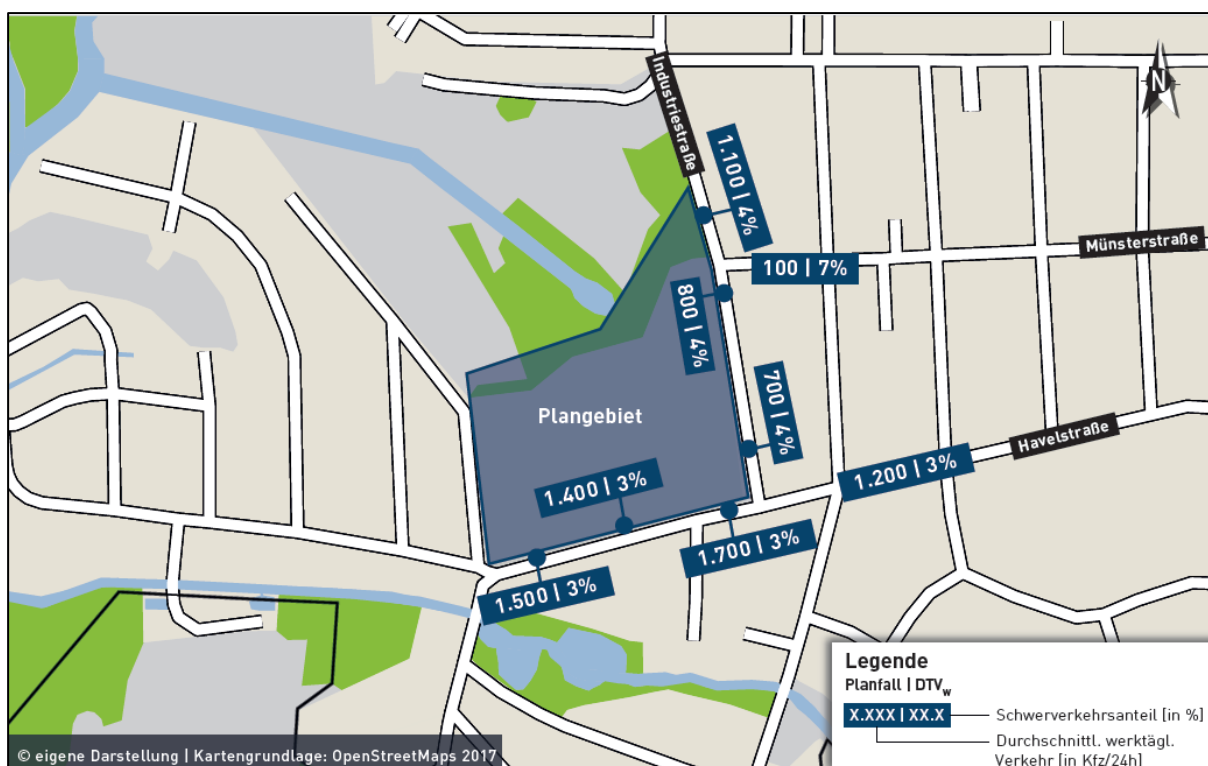 N
Industriestraße
1.100 | 4%
Münsterstraße
100 | 7%
800 | 4%
700 | 4%
Plangebiet
Havelstraße
1.200 | 3%
1.400 | 3%
1.700 | 3%
1.500 | 3%
Legende
Planfall | DTVw
X.XXX | XX.X
Schwerverkehrsanteil [in %]
Durchschnittl. werktägl.
Verkehr [in Kfz/24h]
© eigene Darstellung | Kartengrundlage: OpenStreetMaps 2017